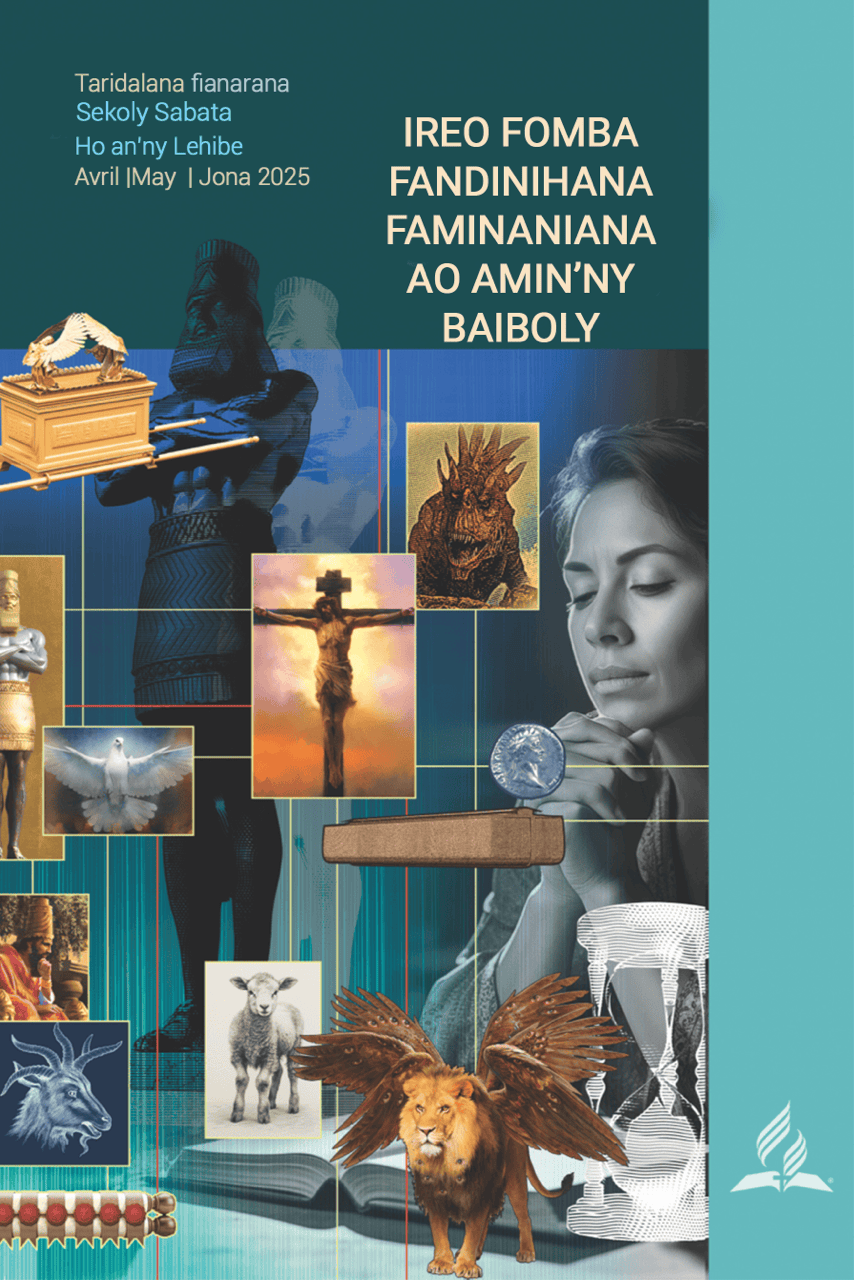 Taridalana fianarana
Sekoly Sabata
Ho an'ny Lehibe
Avril |May | Jona 2025
IREO FOMBA
FANDINIHANA
FAMINANIANA
AO AMIN’NY
BAIBOLY